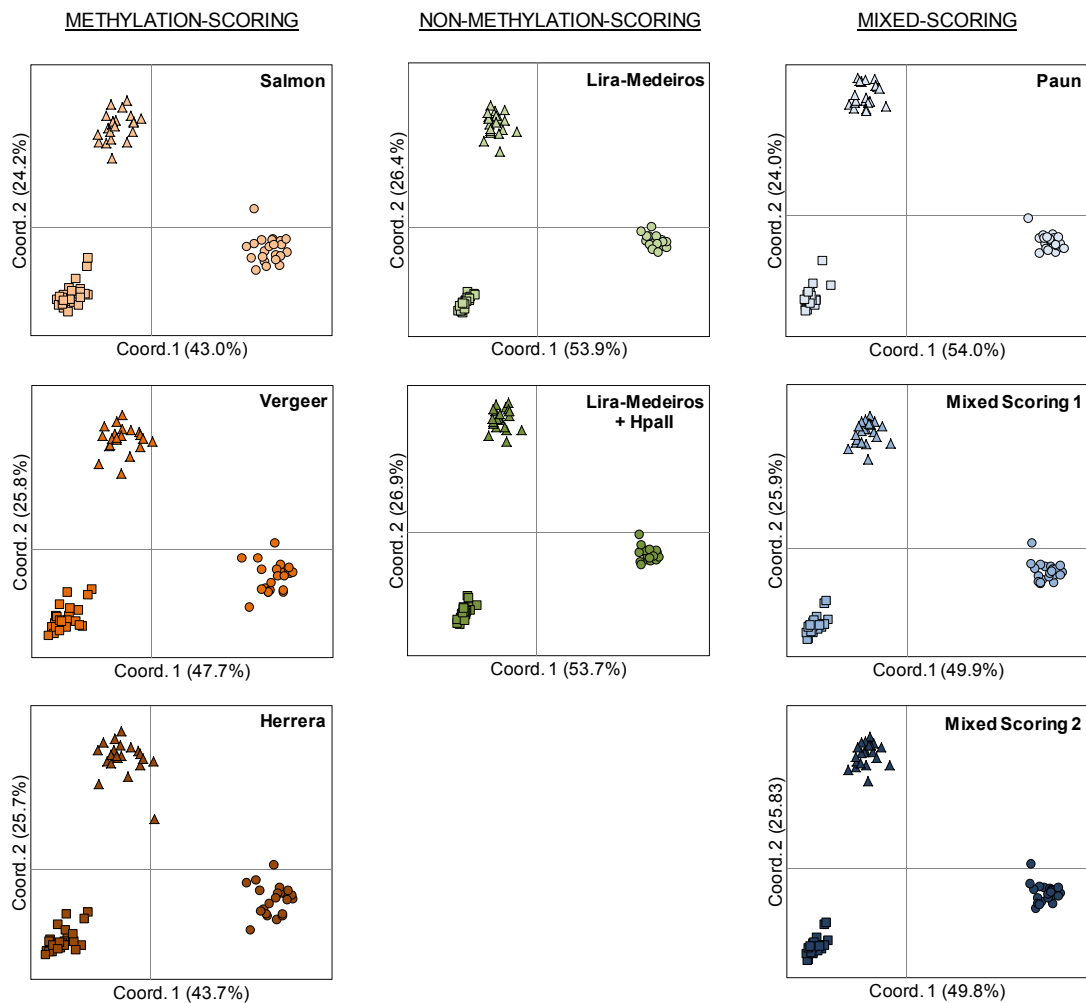 METHYLATION-SCORING
NON-METHYLATION-SCORING
MIXED-SCORING
Salmon
Coord. 2 (24.2%)
Coord.1 (43.0%)
Lira-Medeiros
Coord. 2 (26.4%)
Coord. 1 (53.9%)
Paun
Coord. 2 (24.0%)
Coord. 1 (54.0%)
Vergeer
Coord. 2 (25.8%)
Coord. 1 (47.7%)
Lira-Medeiros
+ HpaII
Coord. 2 (26.9%)
Coord. 1 (53.7%)
Mixed Scoring 1
Coord. 2 (25.9%)
Coord. 1 (49.9%)
Herrera
Coord. 2 (25.7%)
Coord. 1 (43.7%)
Mixed Scoring 2
Coord. 2 (25.83)
Coord. 1 (49.8%)